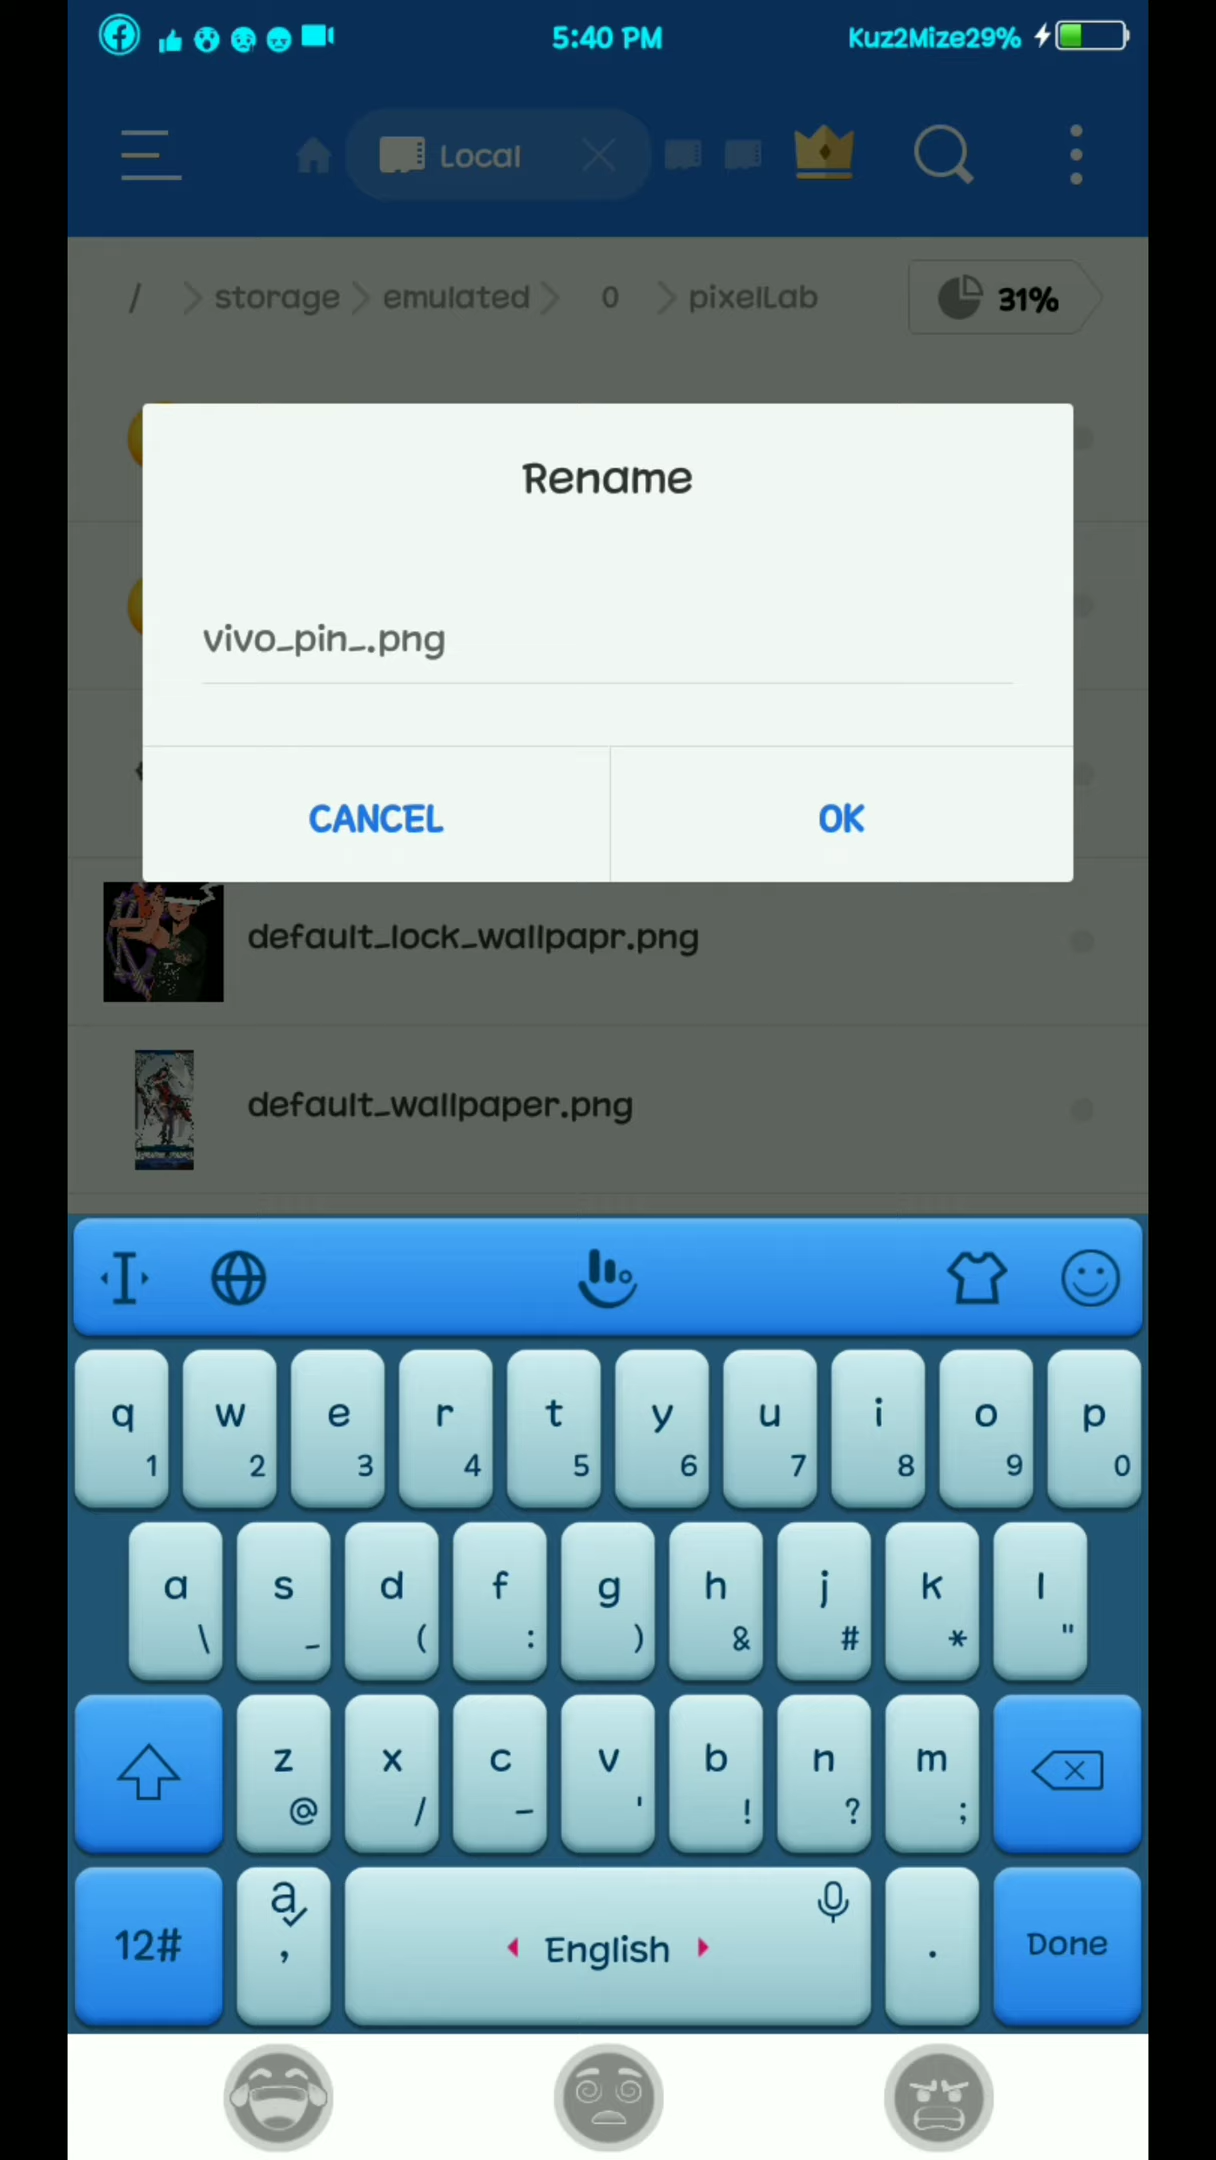 5:40 PM
Kuz2Mize29%
Local
/ storage emulated 0 pixelLab 31%
Rename
vivo_pin_.png
CANCEL OK
default_lock_wallpapr.png
default_wallpaper.png
q w e r t y u i o p
1 2 3 4 5 6 7 8 9 0
a s d f g h j k l
\ _ ( : ) & # * "
z x c v b n m
@ / - ' ! ? ;
12# a , English . Done